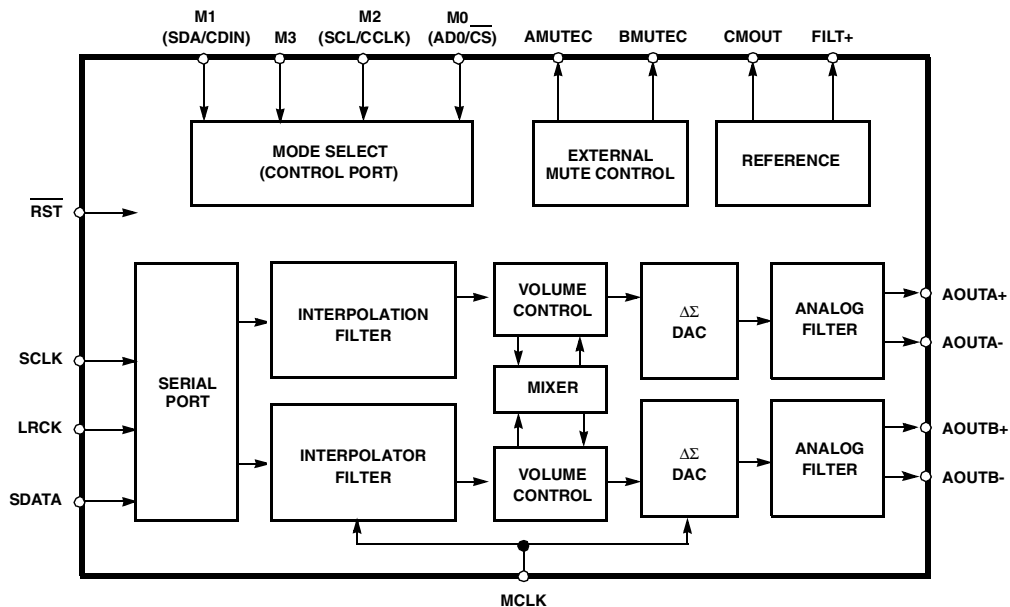 M1
(SDA/CDIN)
M3
M2
(SCL/CCLK)
M0
(AD0/CS)
AMUTEC
BMUTEC
CMOUT
FILT+
MODE SELECT
(CONTROL PORT)
EXTERNAL
MUTE CONTROL
REFERENCE
RST
SERIAL
PORT
INTERPOLATION
FILTER
VOLUME
CONTROL
ΔΣ
DAC
ANALOG
FILTER
AOUTA+
AOUTA-
SCLK
LRCK
SDATA
MIXER
INTERPOLATOR
FILTER
VOLUME
CONTROL
ΔΣ
DAC
ANALOG
FILTER
AOUTB+
AOUTB-
MCLK